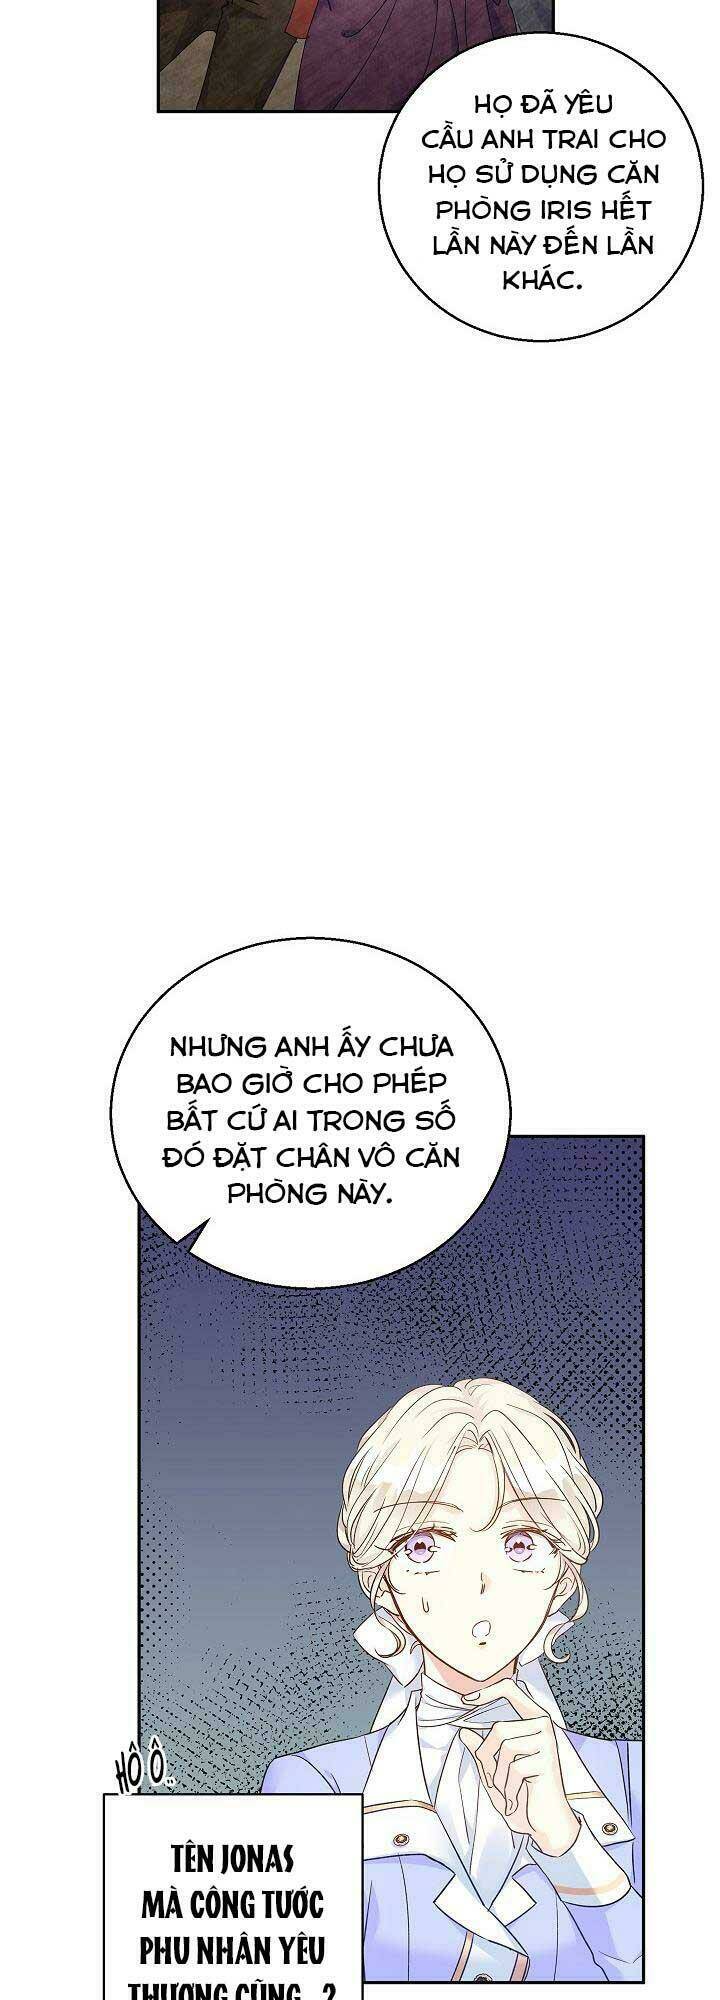 HỌ ĐÃ YÊU
CẦU ANH TRAI CHO
HỌ SỬ DỤNG CĂN
PHÒNG IRIS HẾT
LẦN NÀY ĐẾN LẦN
KHÁC.
NHƯNG ANH ẤY CHƯA
BAO GIỜ CHO PHÉP
BẤT CỨ AI TRONG SỐ
ĐÓ ĐẶT CHÂN VÔ CĂN
PHÒNG NÀY.
HÔ Ô..
TÊN JONAS
MÀ CÔNG TƯỚC
PHU NHÂN YÊU
THƯƠNG CŨNG...?